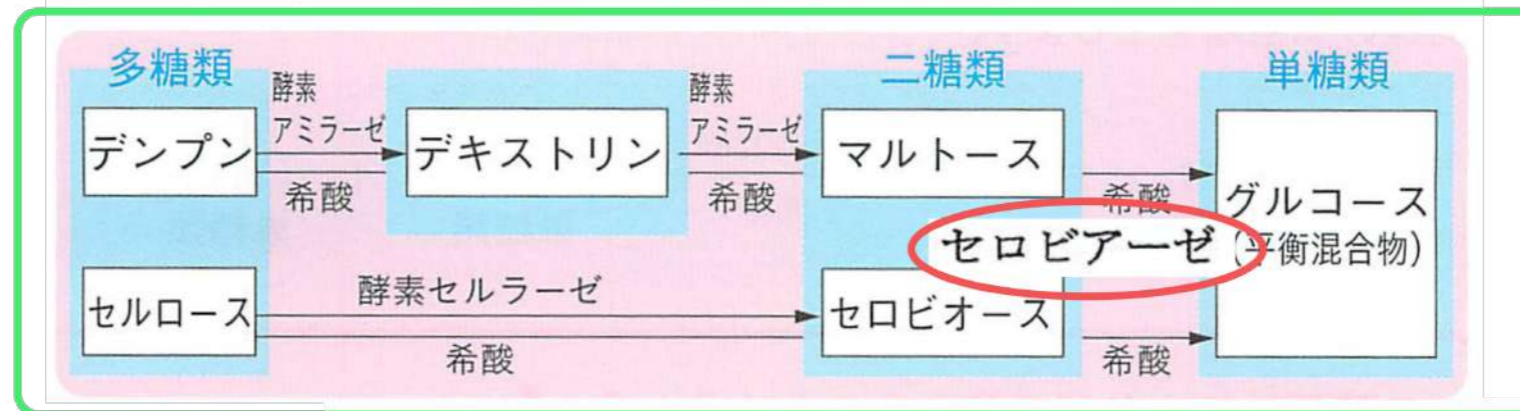 多糖類
二糖類
単糖類
酵素
アミラーゼ
酵素
アミラーゼ
デンプン
デキストリン
マルトース
希酸
希酸
希酸
グルコース
(平衡混合物)
セロビアーゼ
酵素セルラーゼ
セルロース
セロビオース
希酸
希酸